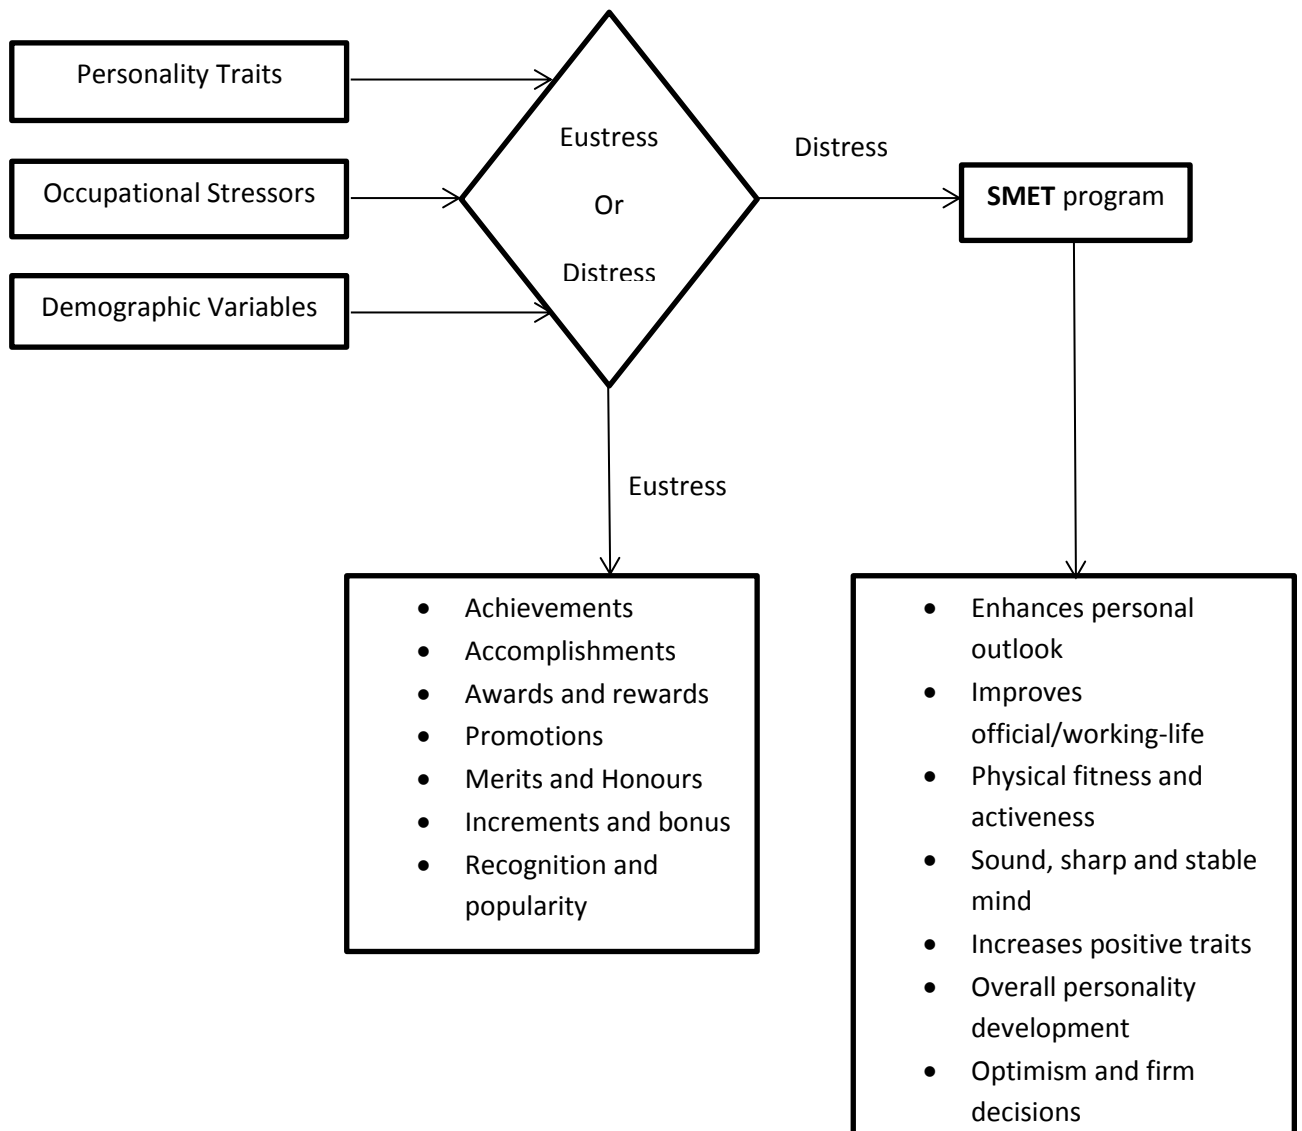 Personality Traits
Occupational Stressors
Demographic Variables
Eustress
Or
Distress
Distress
SMET program
Eustress
• Achievements
• Accomplishments
• Awards and rewards
• Promotions
• Merits and Honours
• Increments and bonus
• Recognition and
popularity
• Enhances personal
outlook
• Improves
official/working-life
• Physical fitness and
activeness
• Sound, sharp and stable
mind
• Increases positive traits
• Overall personality
development
• Optimism and firm
decisions